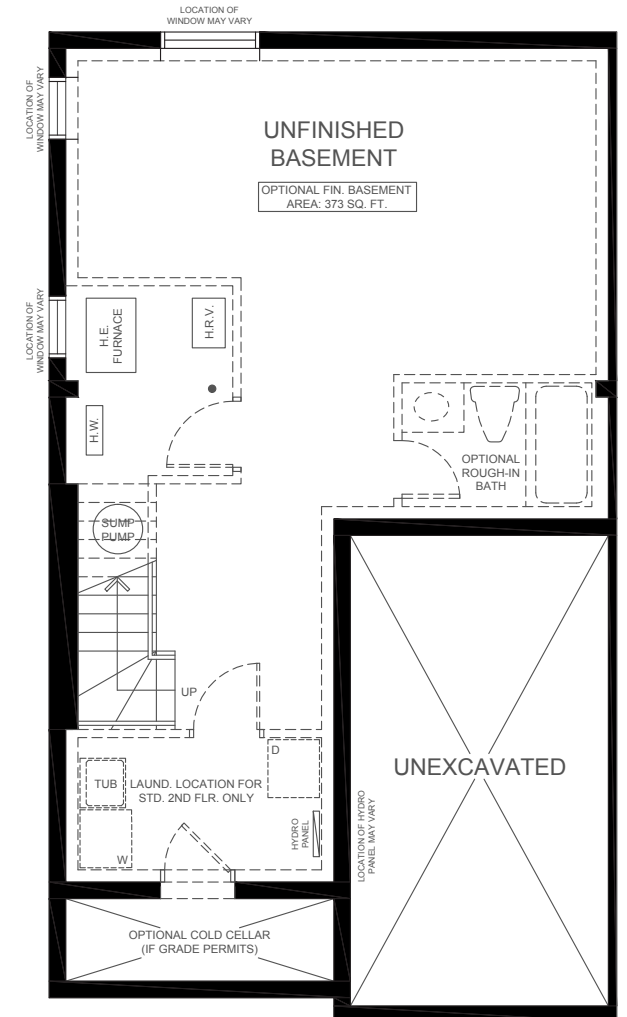 LOCATION OF
WINDOW MAY VARY
LOCATION OF
WINDOW MAY VARY
UNFINISHED
BASEMENT
OPTIONAL FIN. BASEMENT
AREA: 373 SQ. FT.
LOCATION OF
WINDOW MAY VARY
H.E.
FURNACE
H.R.V.
H.W.
OPTIONAL
ROUGH-IN
BATH
SUMP
PUMP
UP
D
TUB
LAUND. LOCATION FOR
STD. 2ND FLR. ONLY
W
HYDRO
PANEL
LOCATION OF HYDRO
PANEL MAY VARY
UNEXCAVATED
OPTIONAL COLD CELLAR
(IF GRADE PERMITS)